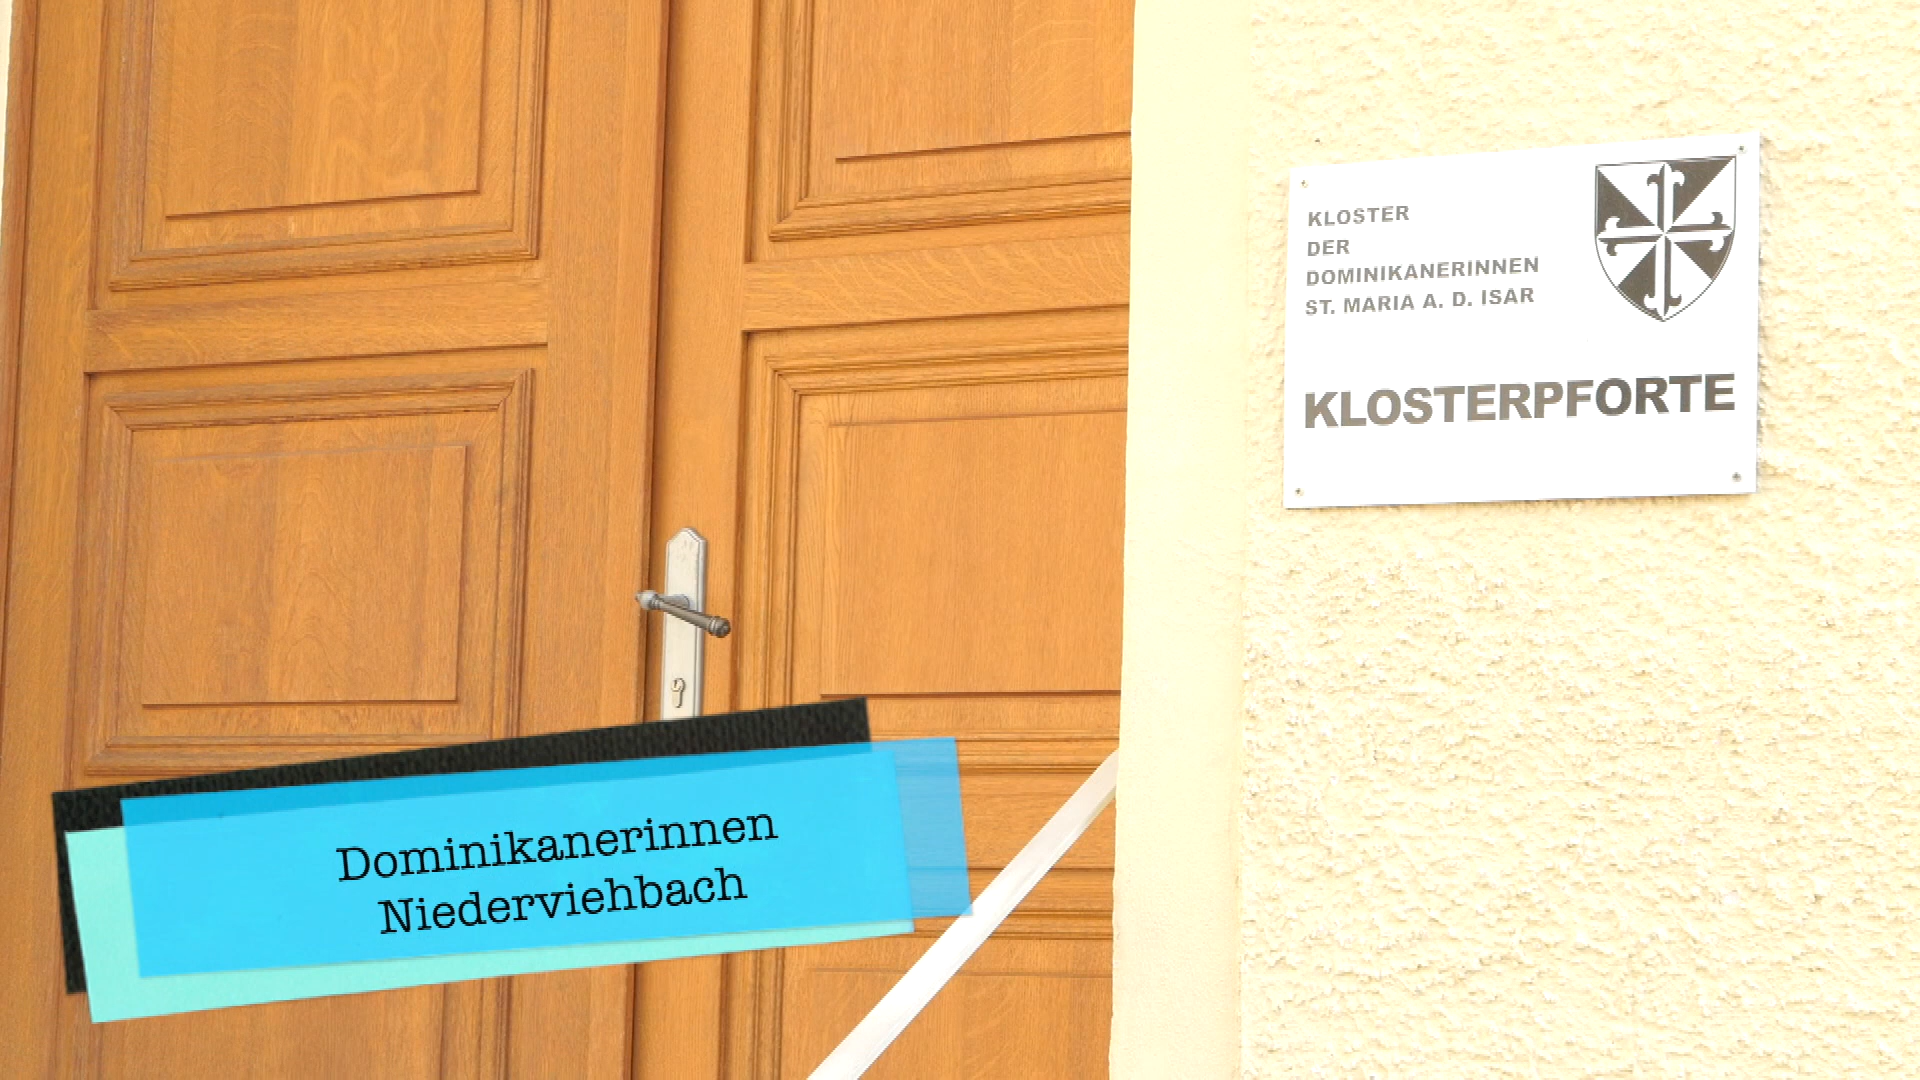 KLOSTER
DER
DOMINIKANERINNEN
ST. MARIA A. D. ISAR
KLOSTERPFORTE
Dominikanerinnen
Niederviehbach